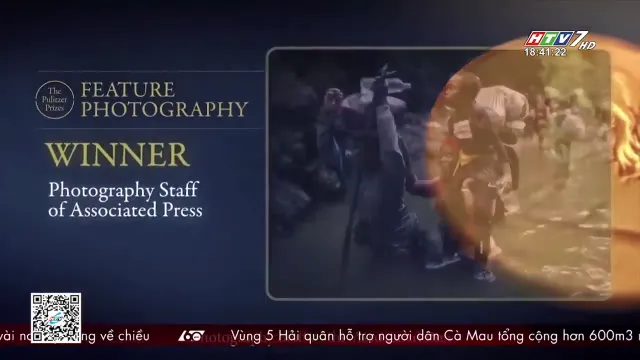 HTV7 HD
18:41:22
The Pulitzer Prizes
FEATURE
PHOTOGRAPHY
WINNER
Photography Staff
of Associated Press
về chiều
60 Vùng 5 Hải quân hỗ trợ người dân Cà Mau tổng cộng hơn 600m3